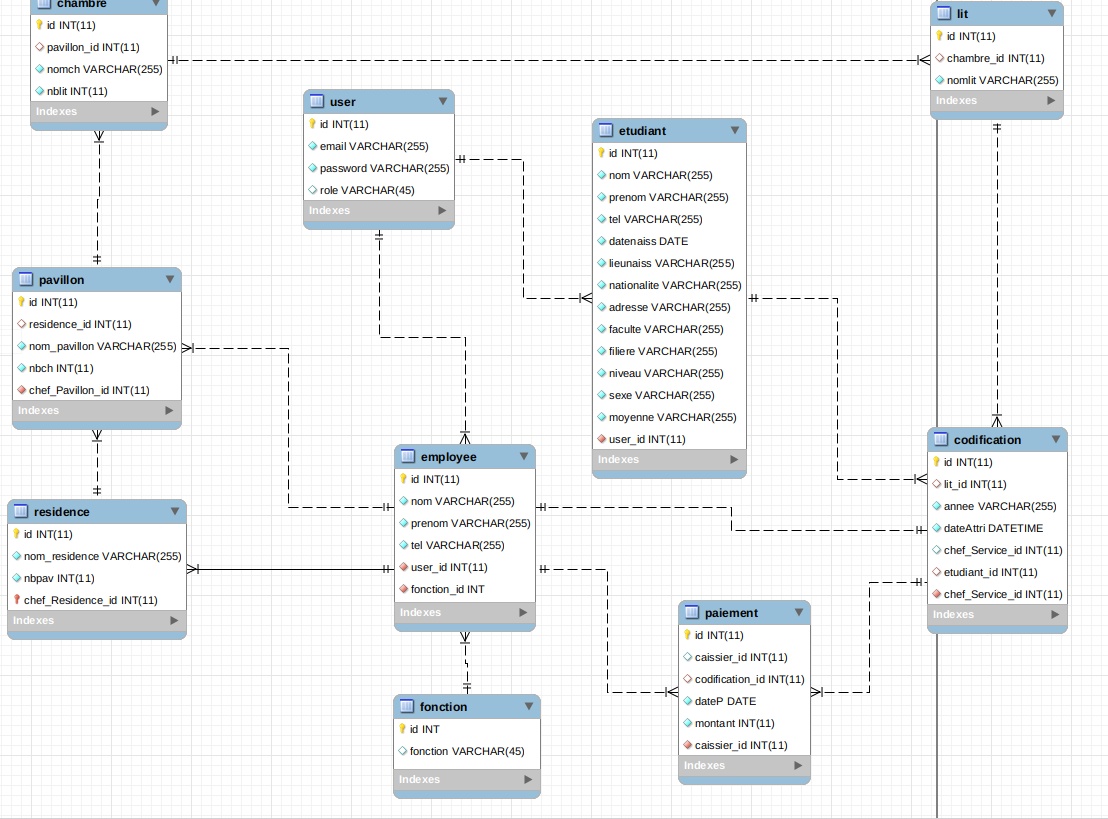 chambre
id INT(11)
pavillon_id INT(11)
nomch VARCHAR(255)
nblit INT(11)
Indexes
lit
id INT(11)
chambre_id INT(11)
nomlit VARCHAR(255)
Indexes
user
id INT(11)
email VARCHAR(255)
password VARCHAR(255)
role VARCHAR(45)
Indexes
etudiant
id INT(11)
nom VARCHAR(255)
prenom VARCHAR(255)
tel VARCHAR(255)
datenaiss DATE
lieunaiss VARCHAR(255)
nationalite VARCHAR(255)
adresse VARCHAR(255)
faculte VARCHAR(255)
filiere VARCHAR(255)
niveau VARCHAR(255)
sexe VARCHAR(255)
moyenne VARCHAR(255)
user_id INT(11)
Indexes
pavillon
id INT(11)
residence_id INT(11)
nom_pavillon VARCHAR(255)
nbch INT(11)
chef_Pavillon_id INT(11)
Indexes
employee
id INT(11)
nom VARCHAR(255)
prenom VARCHAR(255)
tel VARCHAR(255)
user_id INT(11)
fonction_id INT
Indexes
codification
id INT(11)
lit_id INT(11)
annee VARCHAR(255)
dateAttri DATETIME
chef_Service_id INT(11)
etudiant_id INT(11)
chef_Service_id INT(11)
Indexes
residence
id INT(11)
nom_residence VARCHAR(255)
nbpav INT(11)
chef_Residence_id INT(11)
Indexes
paiement
id INT(11)
caissier_id INT(11)
codification_id INT(11)
dateP DATE
montant INT(11)
caissier_id INT(11)
Indexes
fonction
id INT
fonction VARCHAR(45)
Indexes